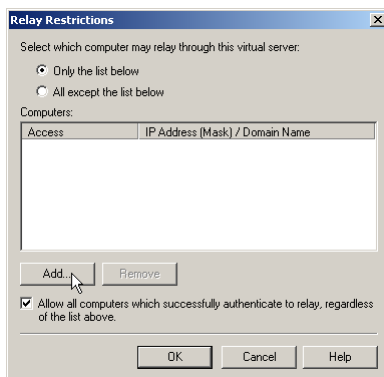 Relay Restrictions
Select which computer may relay through this virtual server:
Only the list below
All except the list below
Computers:
Access IP Address (Mask) / Domain Name
Add... Remove
Allow all computers which successfully authenticate to relay, regardless
of the list above.
OK Cancel Help